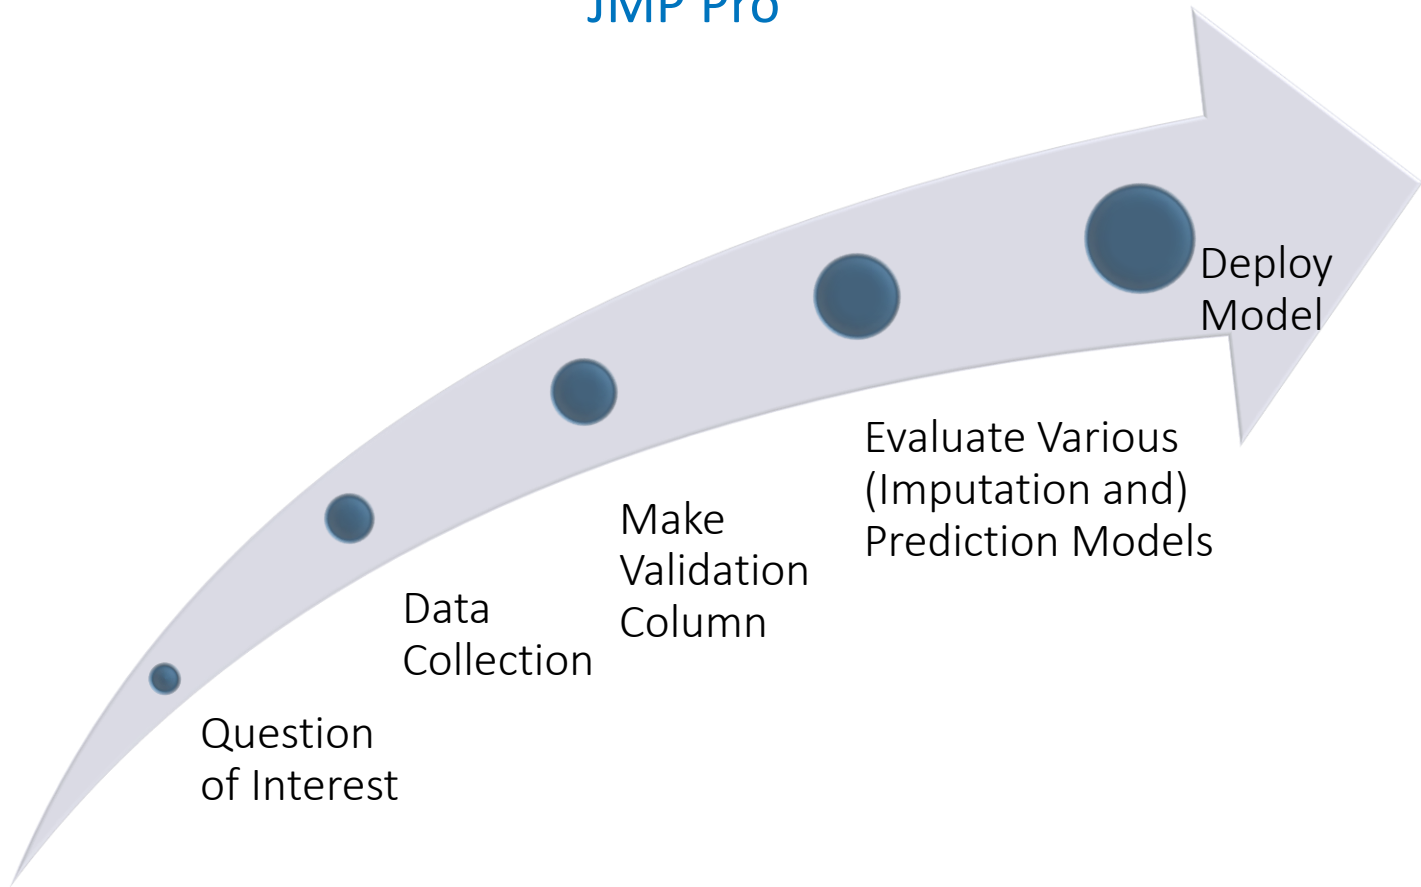 JMP Pro
Deploy
Model
Evaluate Various
(Imputation and)
Prediction Models
Make
Validation
Column
Data
Collection
Question
of Interest